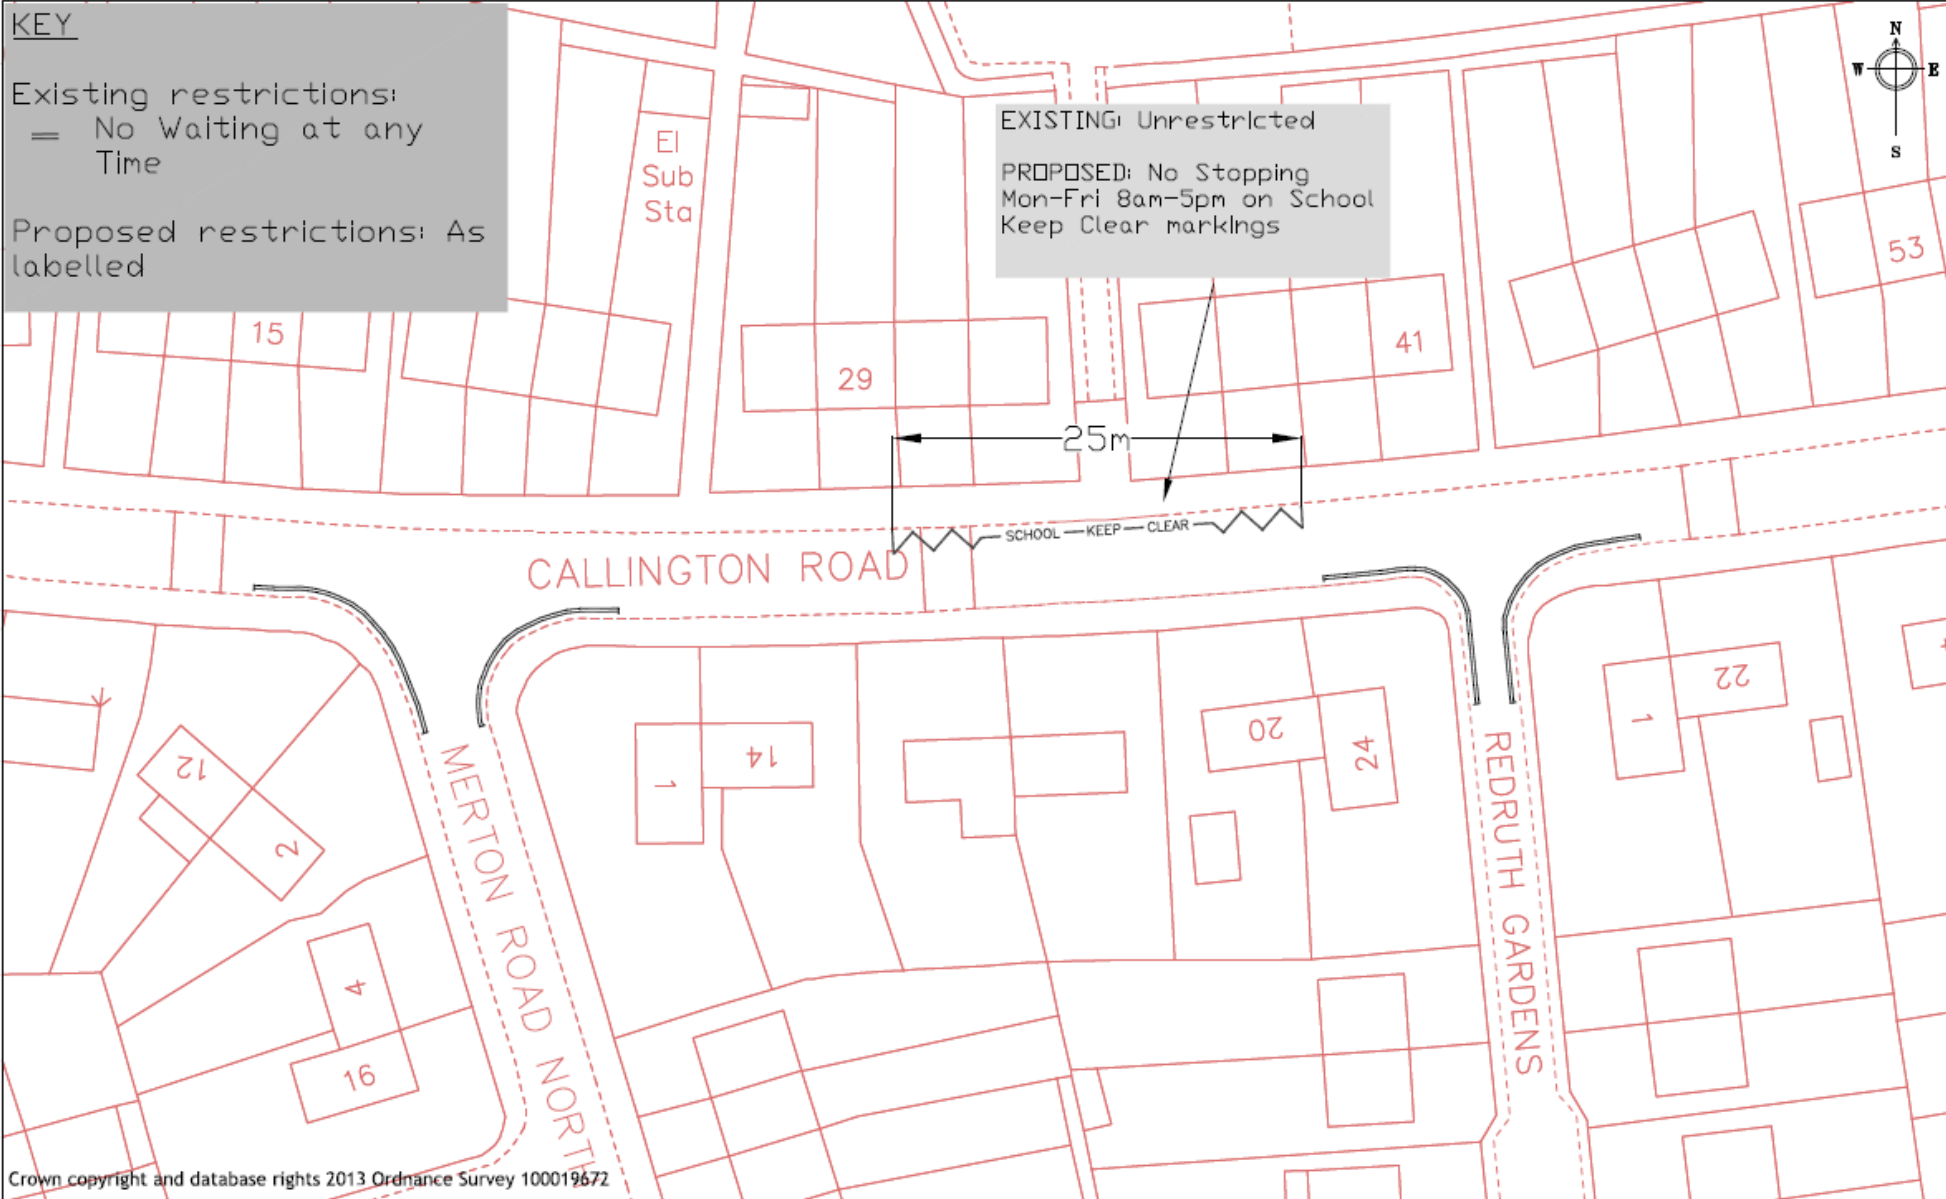 KEY
Existing restrictions:
= No Waiting at any
Time
Proposed restrictions: As
labelled
EXISTING: Unrestricted
PROPOSED: No Stopping
Mon-Fri 8am-5pm on School
Keep Clear markings
N
W E
S
El
Sub
Sta
15
29
41
53
25m
SCHOOL KEEP CLEAR
CALLINGTON ROAD
MERTON ROAD NORTH
REDRUTH GARDENS
12
2
4
16
1
14
20
24
1
22
Crown copyright and database rights 2013 Ordnance Survey 100019672